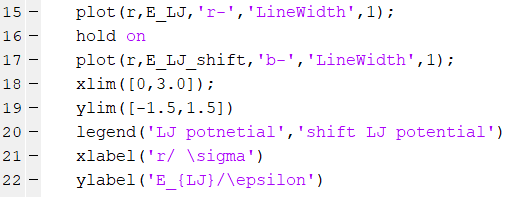 15 - plot(r,E_LJ,'r-','LineWidth',1);
16 - hold on
17 - plot(r,E_LJ_shift,'b-','LineWidth',1);
18 - xlim([0,3.0]);
19 - ylim([-1.5,1.5])
20 - legend('LJ potnetial','shift LJ potential')
21 - xlabel('r/ \sigma')
22 - ylabel('E_{LJ}/\epsilon')